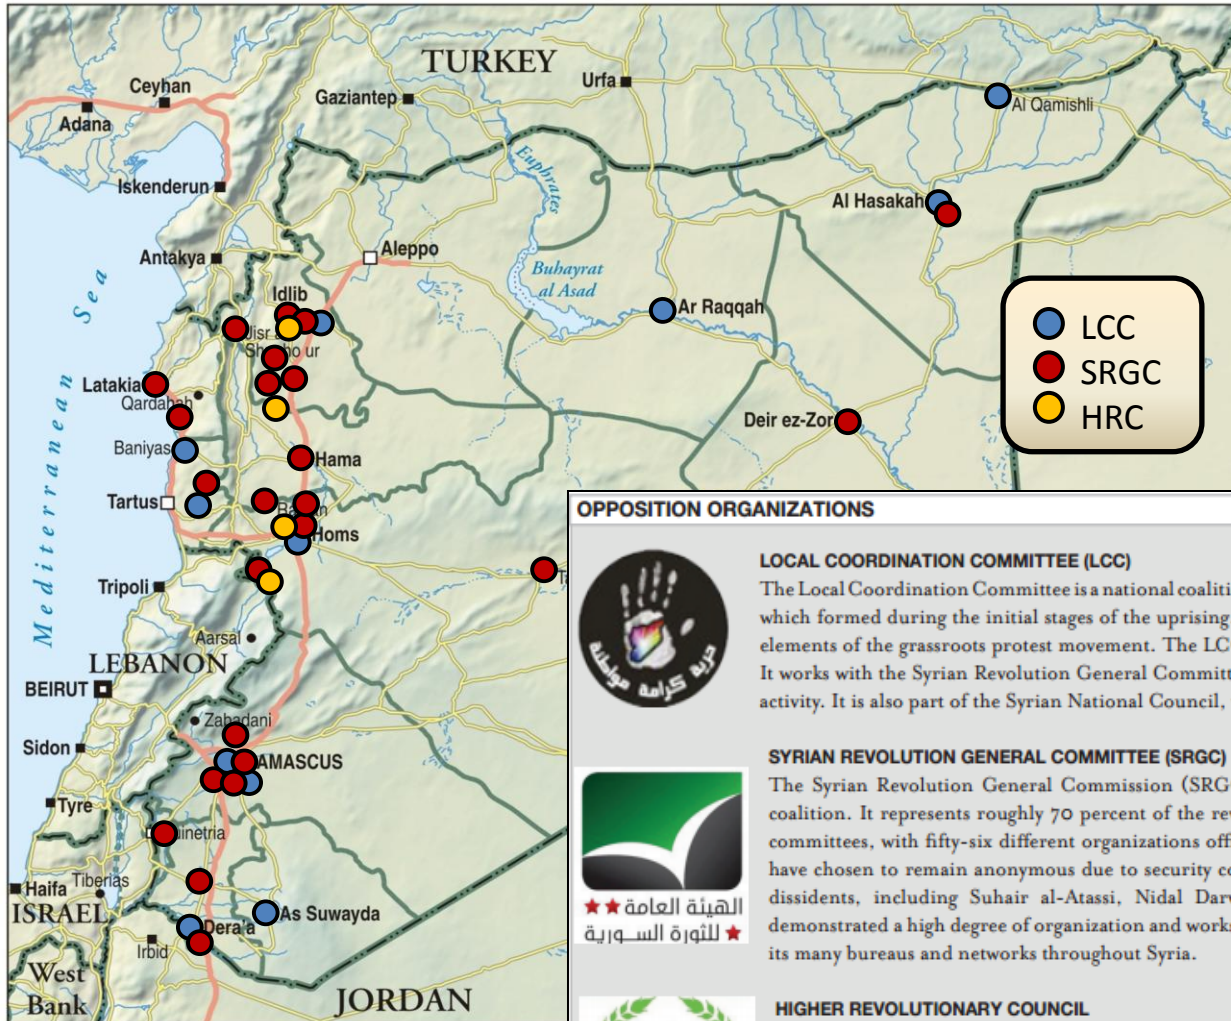 TURKEY
Ceyhan
Adana
Gaziantep
Urfa
Al Qamishli
Iskenderun
Euphrates
Al Hasakah
Antakya
Aleppo
Buhayrat
al Asad
Ar Raqqah
Mediterranean Sea
Idlib
Latakia
Qardahah
Baniyas
Hama
Deir ez-Zor
Tartus
Homs
Tripoli
Aarsal
LEBANON
BEIRUT
Zabadani
Sidon
AMASCUS
Tyre
Haifa
Tiberias
ISRAEL
As Suwayda
Dera'a
Irbid
West
Bank
JORDAN
LCC
SRGC
HRC
OPPOSITION ORGANIZATIONS
LOCAL COORDINATION COMMITTEE (LCC)
The Local Coordination Committee is a national coaliti
which formed during the initial stages of the uprising
elements of the grassroots protest movement. The LC
It works with the Syrian Revolution General Committ
activity. It is also part of the Syrian National Council,
حرية كرامة مواطنة
SYRIAN REVOLUTION GENERAL COMMITTEE (SRGC)
The Syrian Revolution General Commission (SRG
coalition. It represents roughly 70 percent of the rev
committees, with fifty-six different organizations off
have chosen to remain anonymous due to security co
dissidents, including Suhair al-Atassi, Nidal Darw
demonstrated a high degree of organization and works
its many bureaus and networks throughout Syria.
الهيئة العامة
للثورة الســورية
HIGHER REVOLUTIONARY COUNCIL